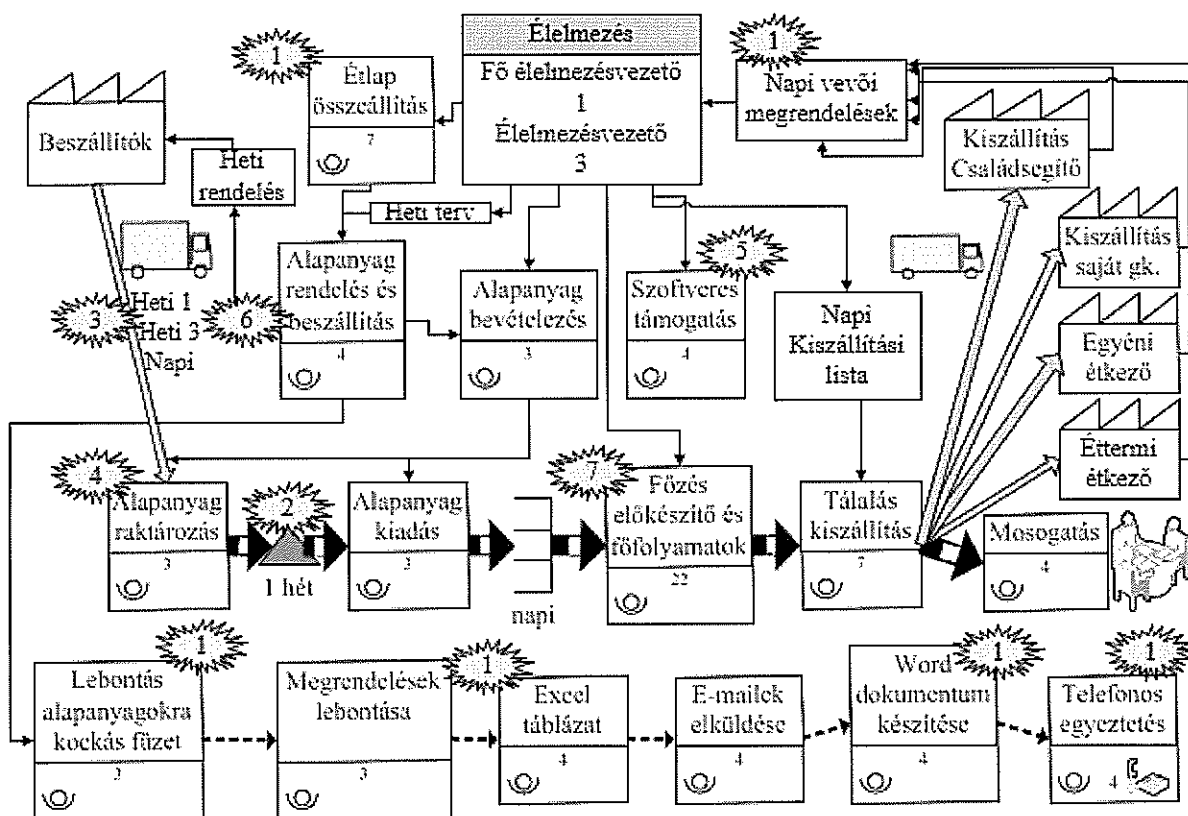 1
Étlap
összeállítás
7
Élelmezés
Fő élelmezésvezető
1
Élelmezésvezető
3
1
Napi vevői
megrendelések
Beszállítók
Heti
rendelés
Heti terv
Kiszállítás
Családsegítő
Kiszállítás
saját gk.
3
Heti 1
Heti 3
Napi
6
Alapanyag
rendelés és
beszállítás
4
Alapanyag
bevételezés
3
5
Szoftveres
támogatás
4
Napi
Kiszállítási
lista
Egyéni
étkező
Éttermi
étkező
4
Alapanyag
raktározás
3
2
1 hét
Alapanyag
kiadás
3
napi
7
Főzés
előkészítő és
főfolyamatok
22
Tálalás
kiszállítás
7
Mosogatás
4
1
Lebontás
alapanyagokra
kockás füzet
3
1
Megrendelések
lebontása
3
Excel
táblázat
4
E-mailek
elküldése
4
1
Word
dokumentum
készítése
4
1
Telefonos
egyeztetés
4